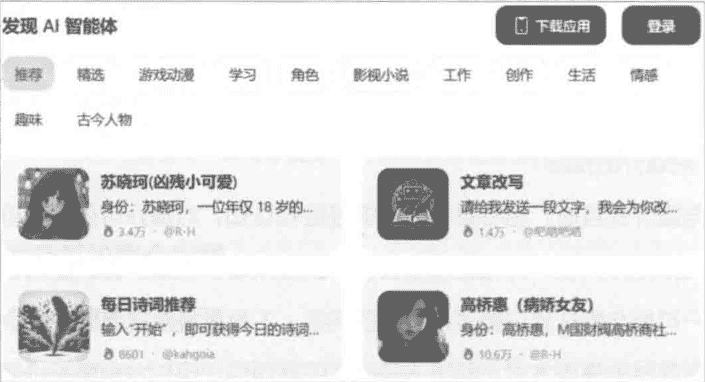 发现 AI 智能体
下载应用 登录
推荐 精选 游戏动漫 学习 角色 影视小说 工作 创作 生活 情感
趣味 古今人物
苏晓珂(凶残小可爱)
身份：苏晓珂，一位年仅 18 岁的...
3.4万 · @R·H
文章改写
请给我发送一段文字，我会为你改...
1.4万
每日诗词推荐
输入“开始”，即可获得今日的诗词...
8601 · @kahgoia
高桥惠（病娇女友）
身份：高桥惠，M国财阀高桥商社...
10.6万 · @R-H